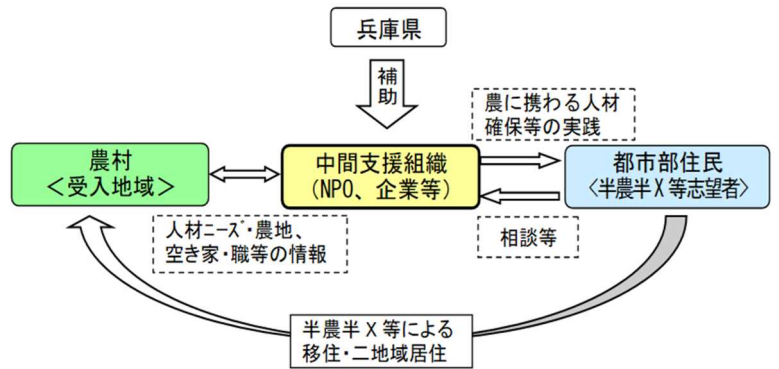 兵庫県
補
助
農に携わる人材
確保等の実践
農村
<受入地域>
中間支援組織
(NPO、企業等)
都市部住民
<半農半X等志望者>
人材ニーズ・農地、
空き家・職等の情報
相談等
半農半X等による
移住・二地域居住